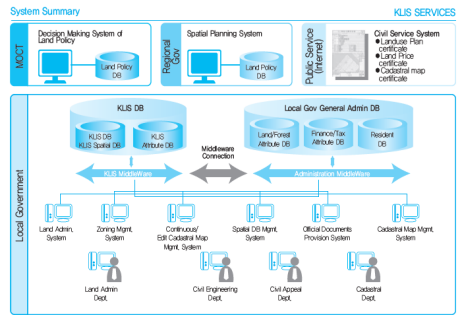 System Summary
KLIS SERVICES
MOCT
Decision Making System of
Land Policy
Land Policy
DB
Regional
Gov
Spatial Planning System
Land Policy
DB
Public Service
(Internet)
Civil Service System
●Landuse Plan
certificate
●Land Price
certificate
●Cadastral map
certificate
Local Government
KLIS DB
KLIS DB
KLIS Spatial DB
KLIS
Attribute DB
Middleware
Connection
Local Gov General Admin DB
Land/Forest
Attribute DB
Finance/Tax
Attribute DB
Resident
DB
KLIS MiddleWare
Administration MiddleWare
Land Admin,
System
Zoning Mgmt,
System
Continuous/
Edit Cadastral Map
Mgmt, System
Spatial DB Mgmt,
System
Official Documents
Provision System
Cadastral Map Mgmt,
System
Land Admin
Dept,
Civil Engineering
Dept,
Civil Appeal
Dept,
Cadastral
Dept,